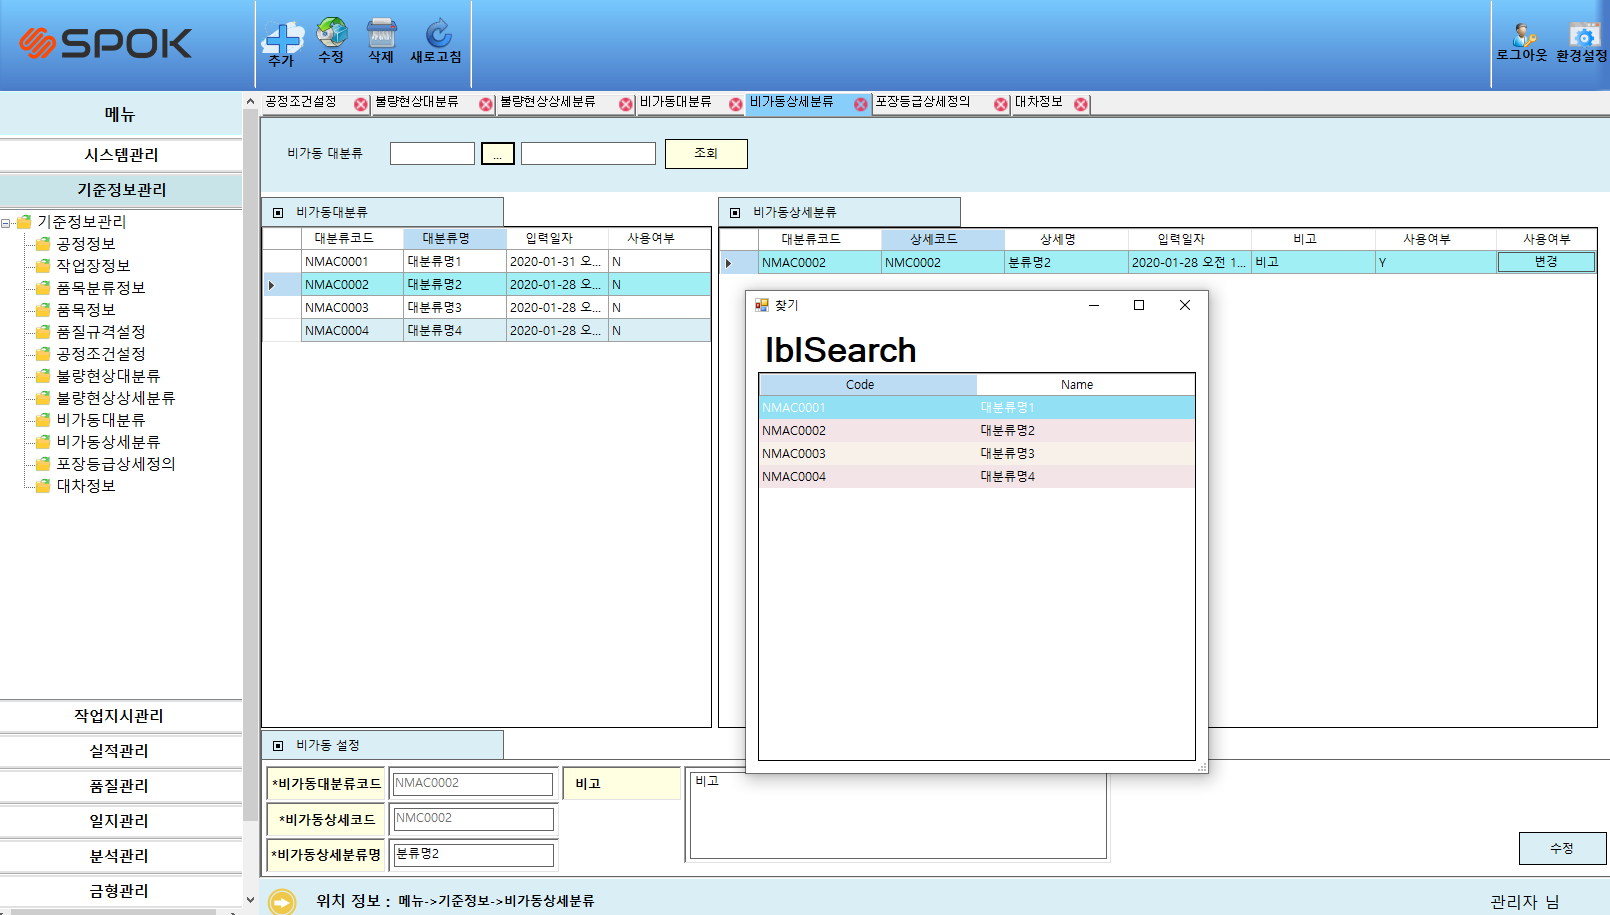 SPOK
추가 수정 삭제 새로고침
로그아웃 환경설정
메뉴
시스템관리
기준정보관리
기준정보관리
공정정보
작업장정보
품목분류정보
품목정보
품질규격설정
공정조건설정
불량현상대분류
불량현상상세분류
비가동대분류
비가동상세분류
포장등급상세정의
대차정보
작업지시관리
실적관리
품질관리
일지관리
분석관리
금형관리
공정조건설정 불량현상대분류 불량현상상세분류 비가동대분류 비가동상세분류 포장등급상세정의 대차정보
비가동 대분류 ... 조회
비가동대분류
대분류코드 대분류명 입력일자 사용여부
NMAC0001 대분류명1 2020-01-31 오... N
NMAC0002 대분류명2 2020-01-28 오... N
NMAC0003 대분류명3 2020-01-28 오... N
NMAC0004 대분류명4 2020-01-28 오... N
비가동상세분류
대분류코드 상세코드 상세명 입력일자 비고 사용여부 사용여부
NMAC0002 NMC0002 분류명2 2020-01-28 오전 1... 비고 Y 변경
찾기
lblSearch
Code Name
NMAC0001 대분류명1
NMAC0002 대분류명2
NMAC0003 대분류명3
NMAC0004 대분류명4
비가동 설정
*비가동대분류코드 NMAC0002 비고 비고
*비가동상세코드 NMC0002
*비가동상세분류명 분류명2
수정
위치 정보 : 메뉴->기준정보->비가동상세분류
관리자 님